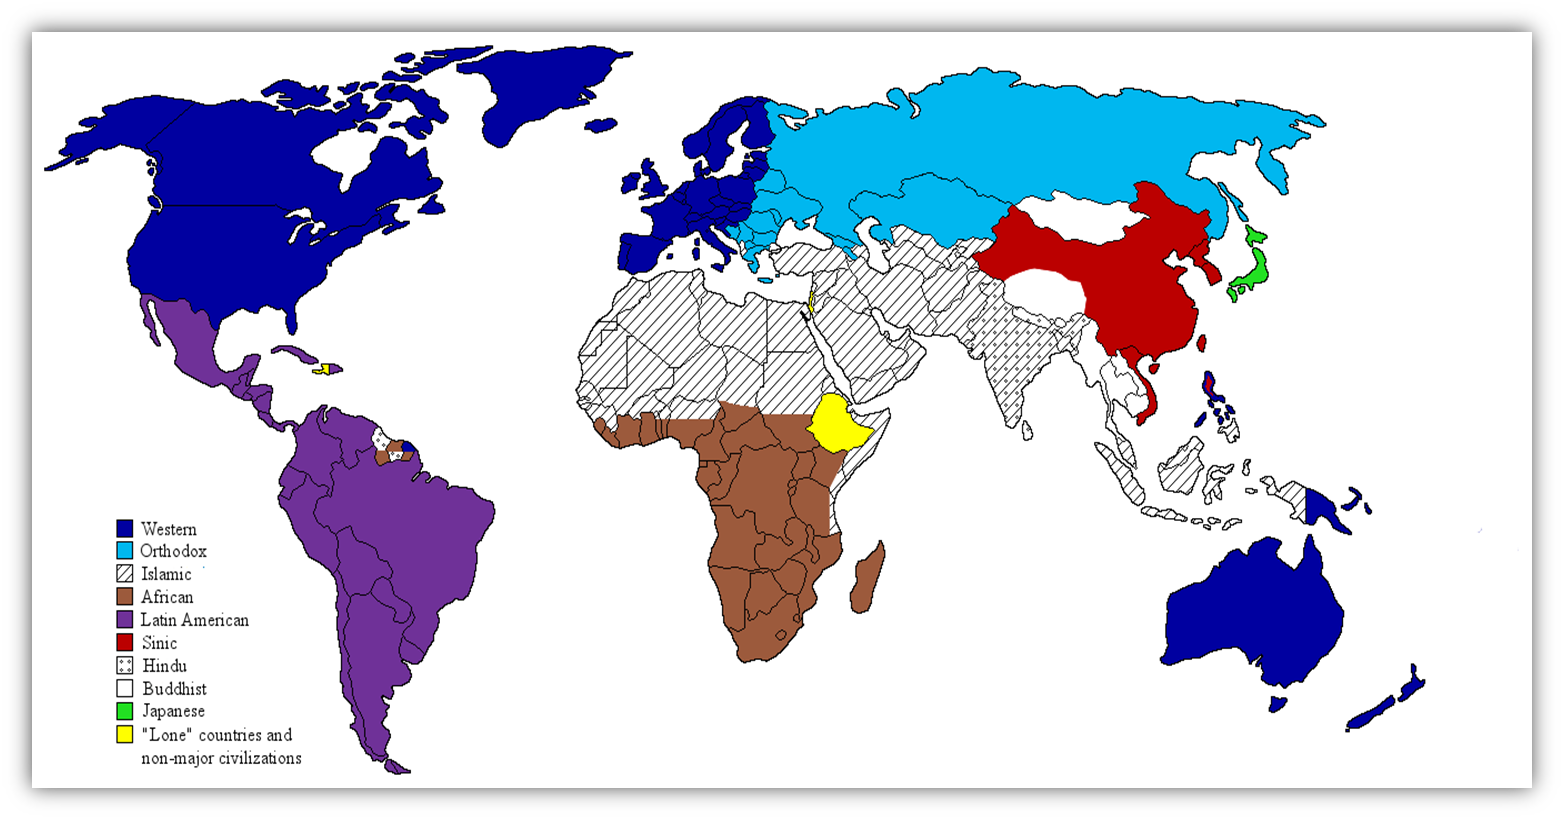 Western
Orthodox
Islamic
African
Latin American
Sinic
Hindu
Buddhist
Japanese
"Lone" countries and
non-major civilizations